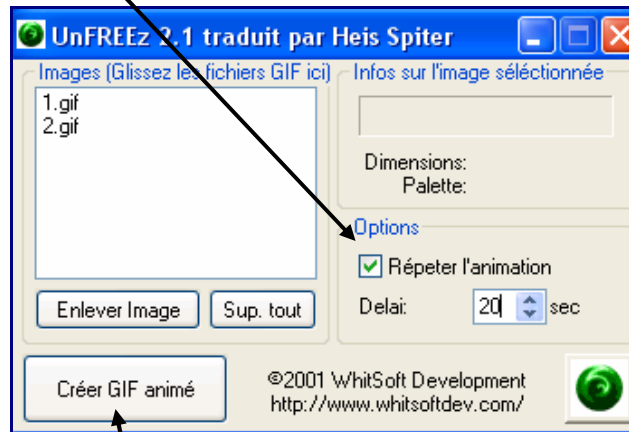 UnFREEz 2.1 traduit par Heis Spiter
Images (Glissez les fichiers GIF ici)
1.gif
2.gif
Enlever Image
Sup. tout
Infos sur l'image séléctionnée
Dimensions:
Palette:
Options
Répeter l'animation
Delai: 20 sec
Créer GIF animé
©2001 WhitSoft Development
http://www.whitsoftdev.com/